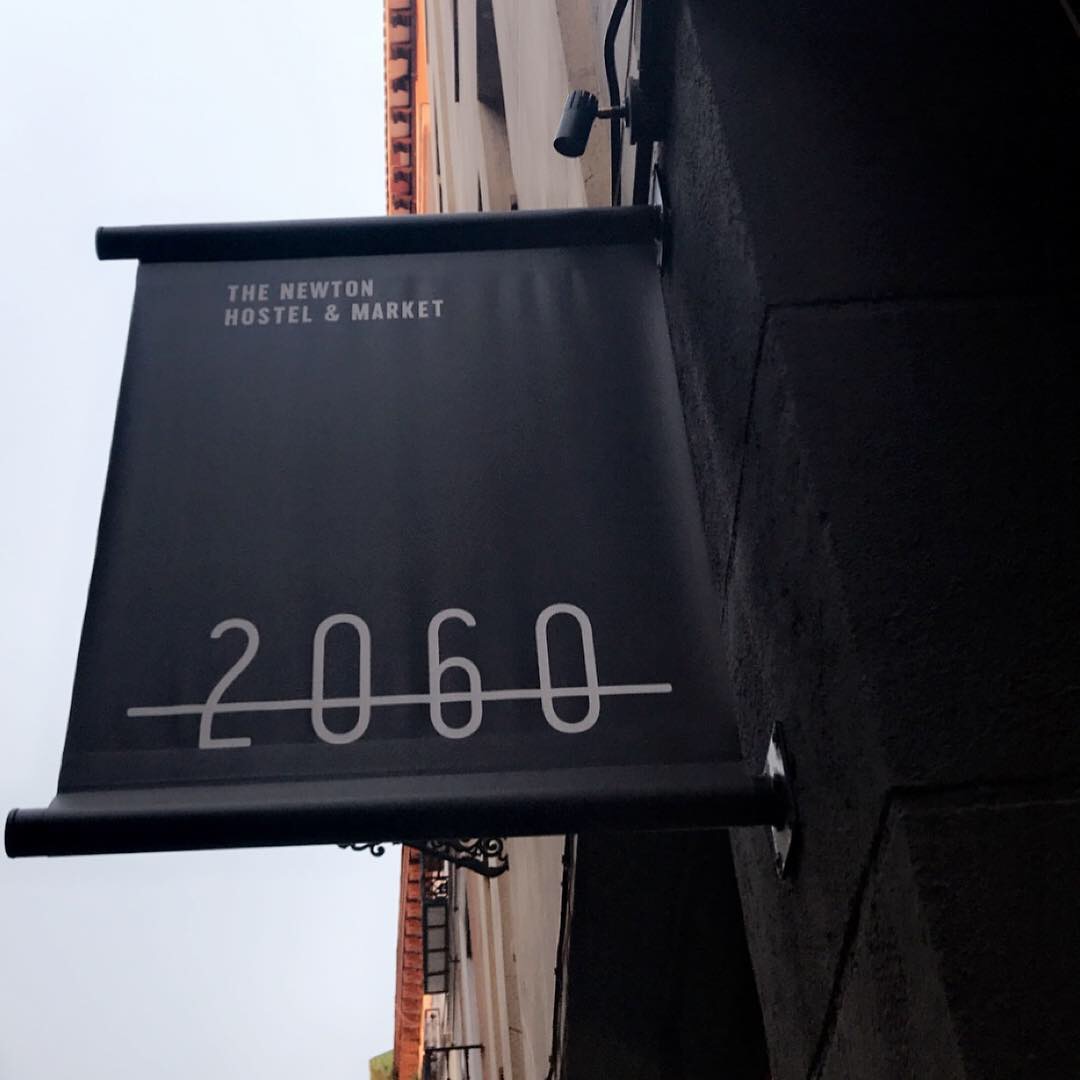 THE NEWTON
HOSTEL & MARKET
2060